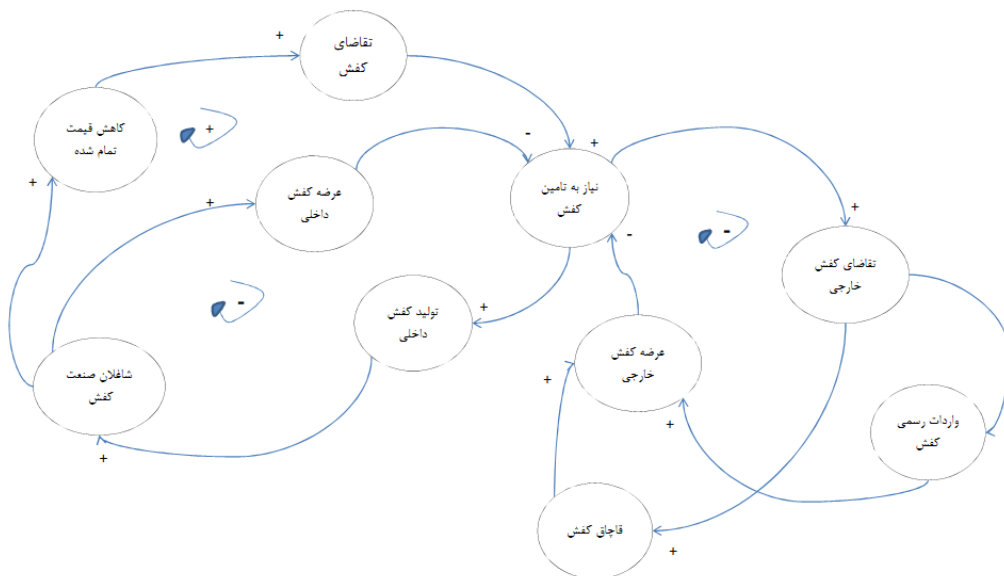 تقاضای
کفش
+
+
کاهش قیمت
تمام شده
+
+
-
عرضه کفش
داخلی
+
نیاز به تامین
کفش
+
-
-
+
تقاضای کفش
خارجی
-
+
تولید کفش
داخلی
شافلان صنعت
کفش
+
عرضه کفش
خارجی
+
+
واردات رسمی
کفش
قاچاق کفش
+